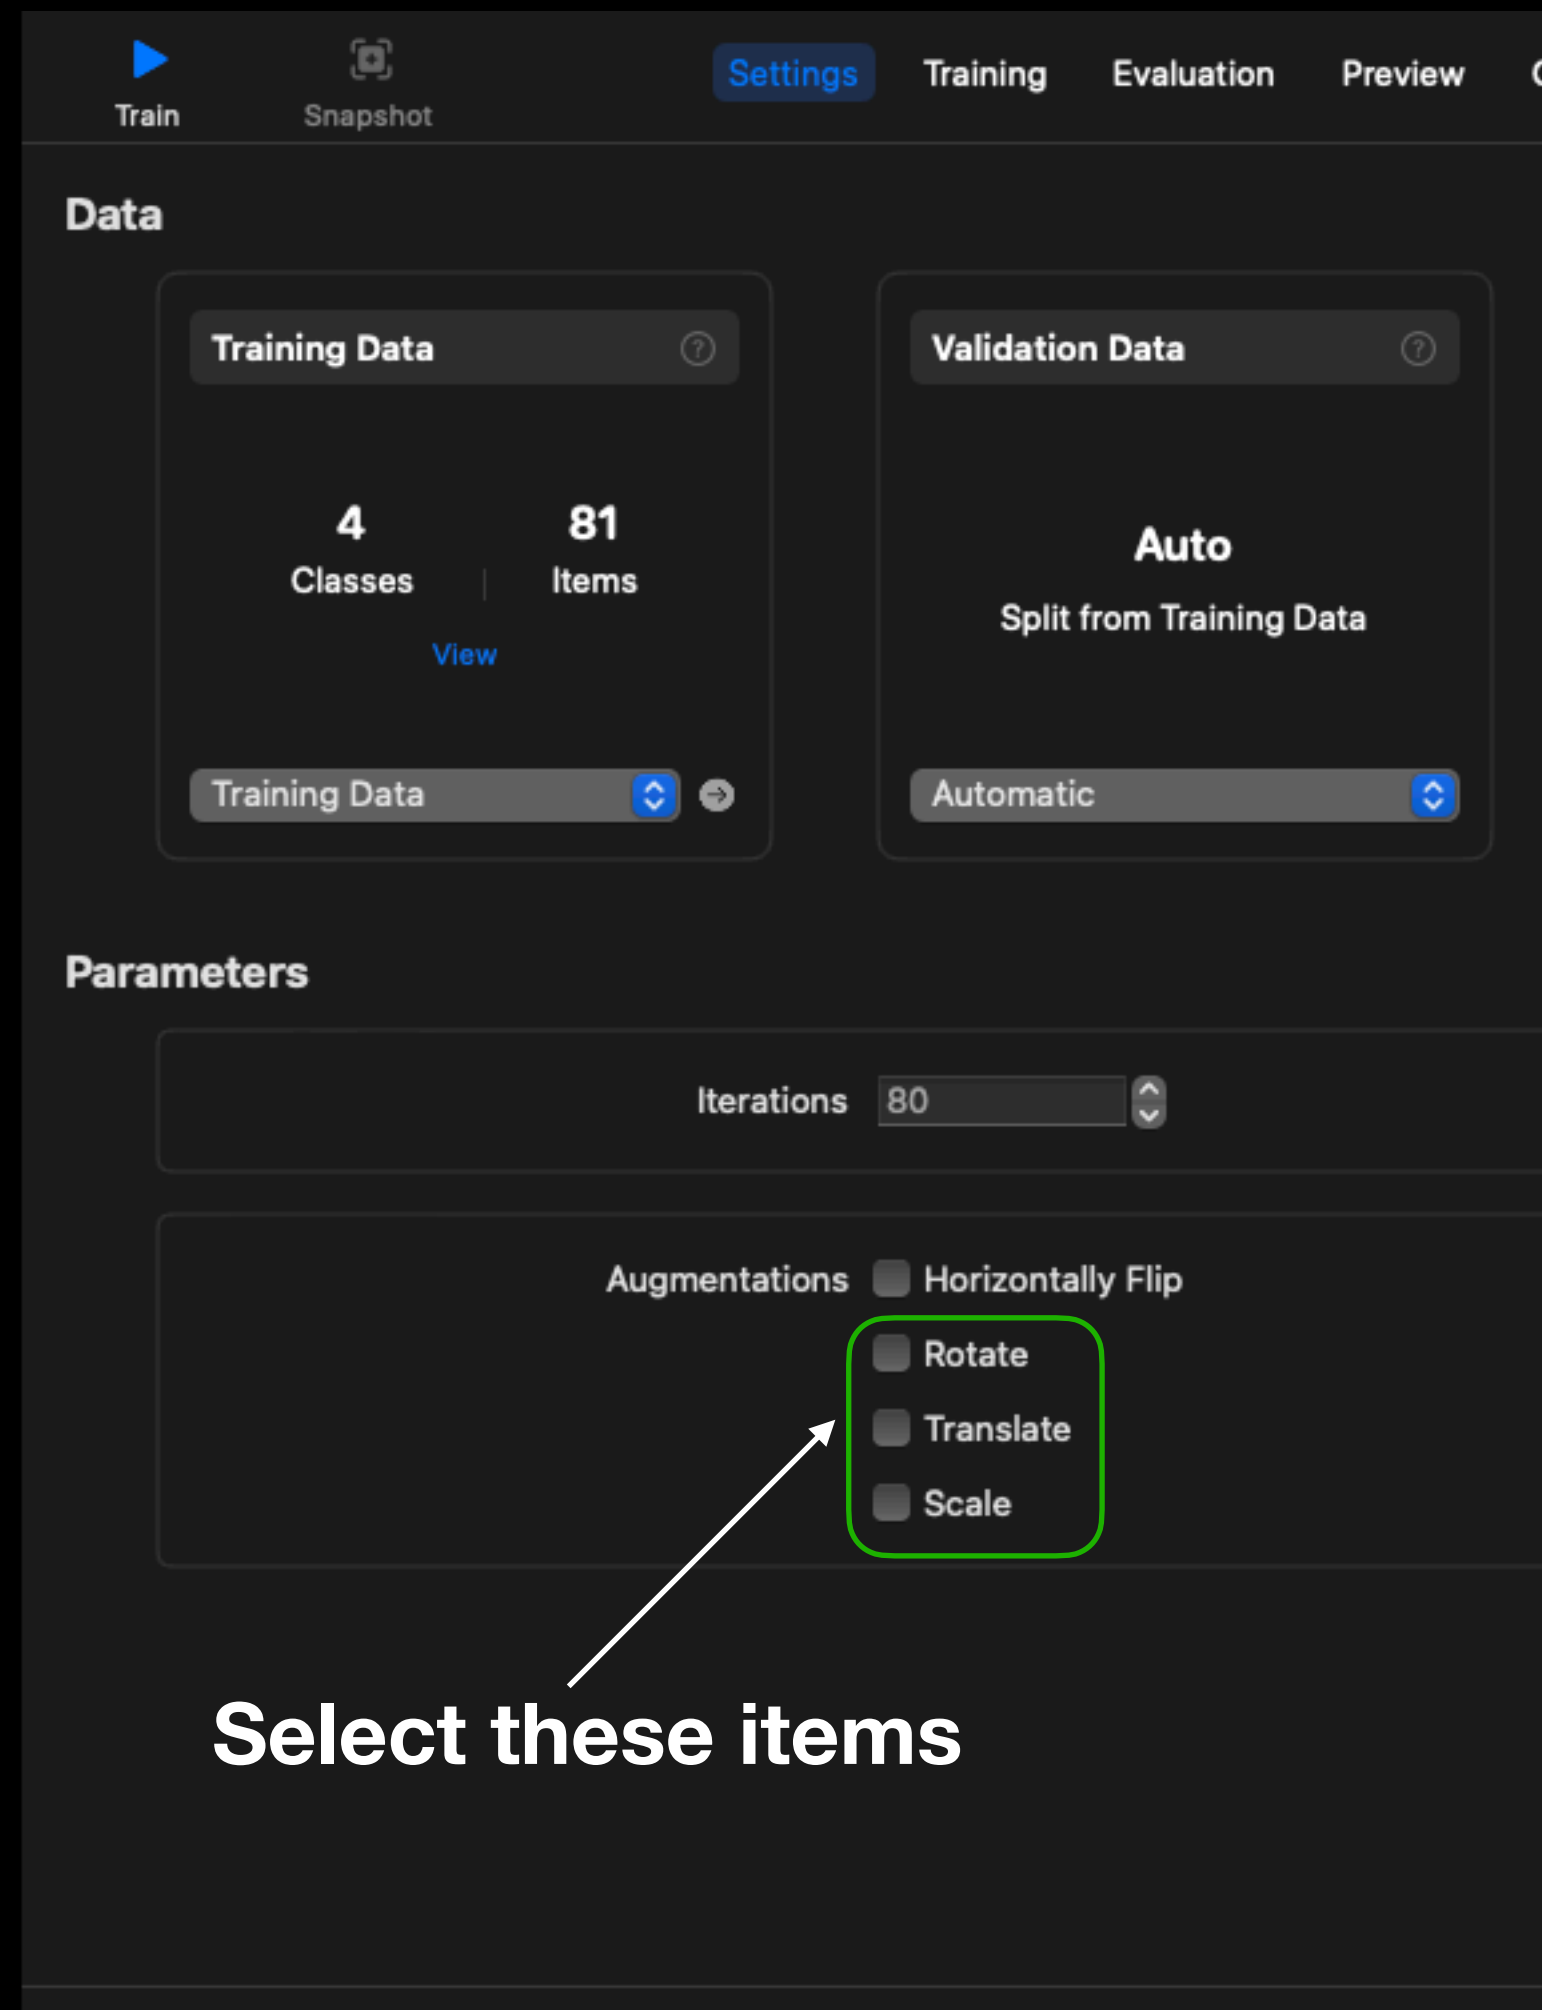 Settings Training Evaluation Preview
Train Snapshot
Data
Training Data ? Validation Data ?
4 81
Classes Items
View
Auto
Split from Training Data
Training Data Automatic
Parameters
Iterations 80
Augmentations Horizontally Flip
Rotate
Translate
Scale
Select these items